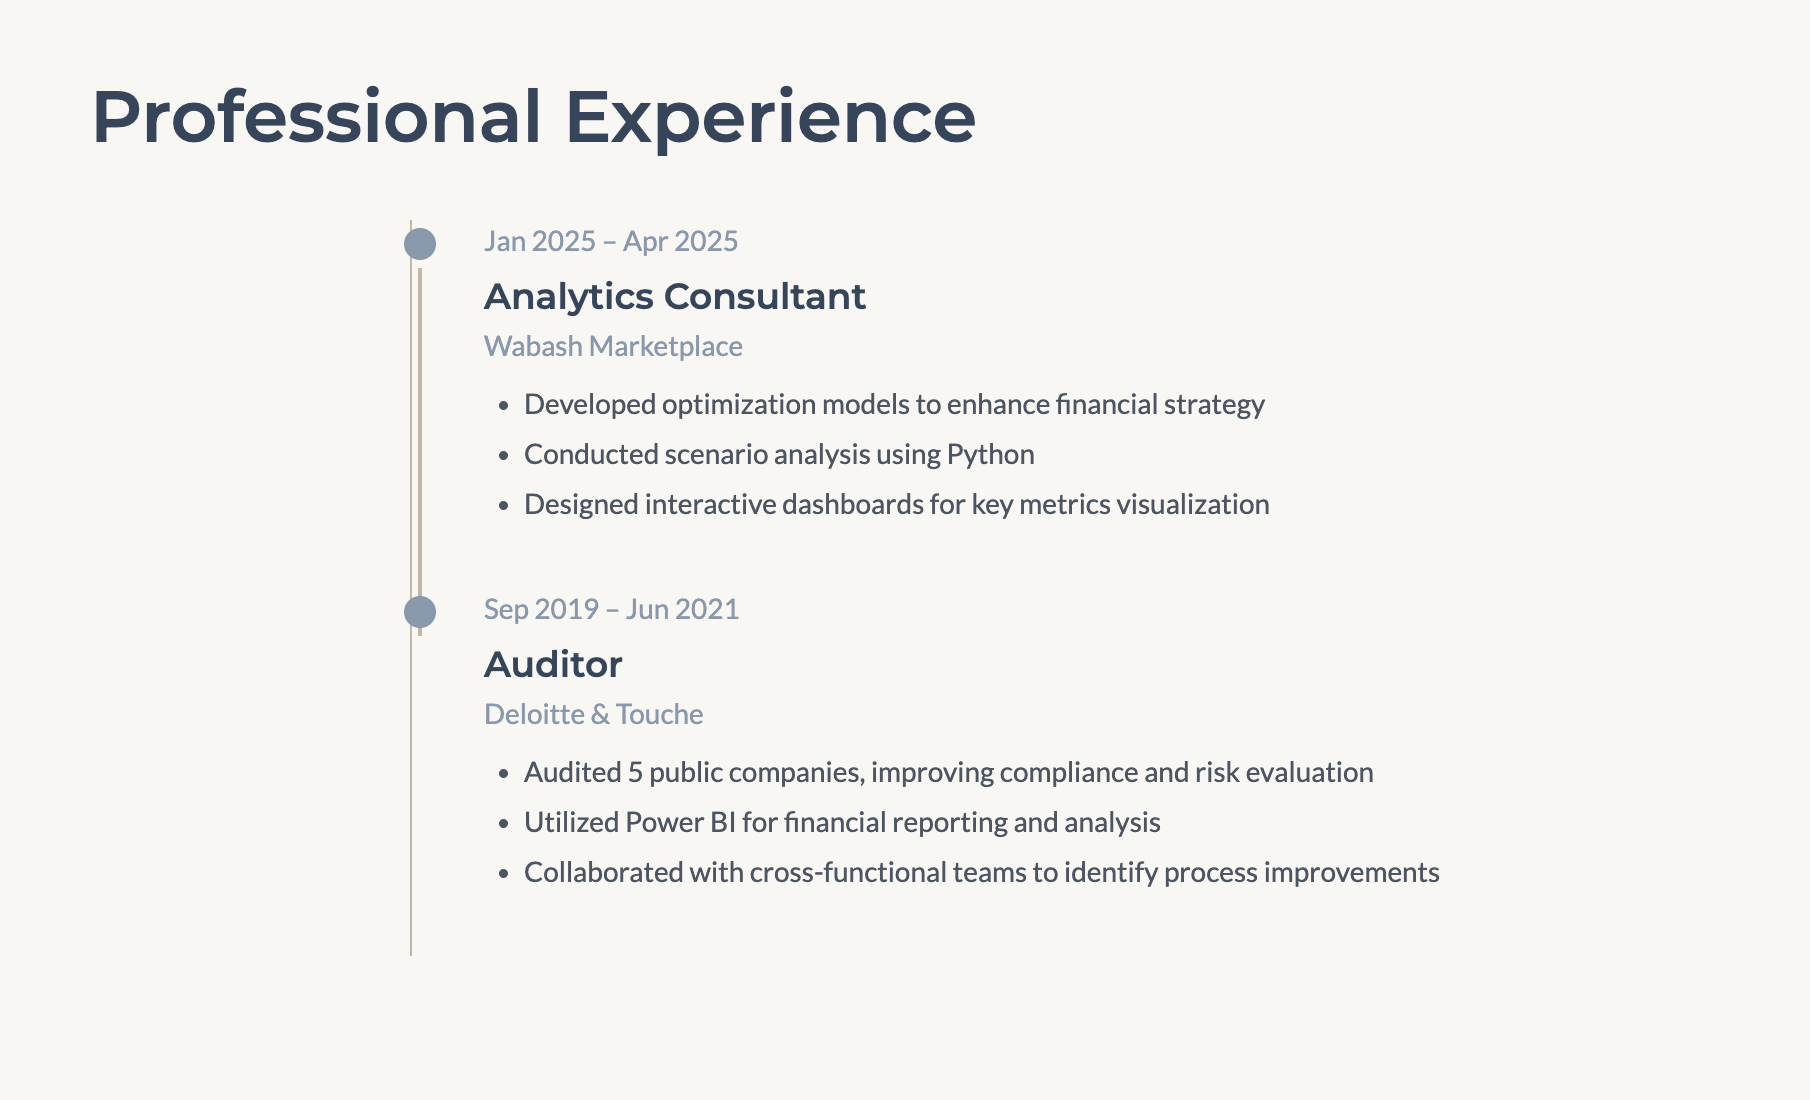 Professional Experience
Jan 2025 – Apr 2025
Analytics Consultant
Wabash Marketplace
• Developed optimization models to enhance financial strategy
• Conducted scenario analysis using Python
• Designed interactive dashboards for key metrics visualization
Sep 2019 – Jun 2021
Auditor
Deloitte & Touche
• Audited 5 public companies, improving compliance and risk evaluation
• Utilized Power BI for financial reporting and analysis
• Collaborated with cross-functional teams to identify process improvements